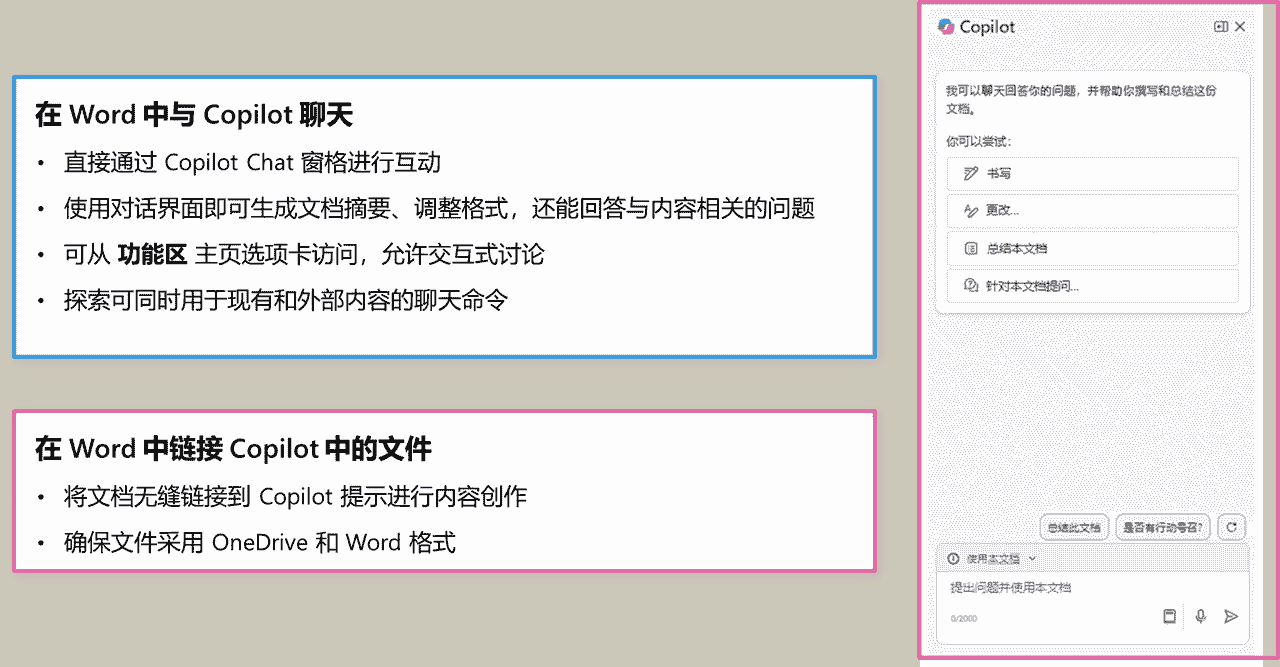 在 Word 中与 Copilot 聊天
• 直接通过 Copilot Chat 窗格进行互动
• 使用对话界面即可生成文档摘要、调整格式，还能回答与内容相关的问题
• 可从 功能区 主页选项卡访问，允许交互式讨论
• 探索可同时用于现有和外部内容的聊天命令
在 Word 中链接 Copilot 中的文件
• 将文档无缝链接到 Copilot 提示进行内容创作
• 确保文件采用 OneDrive 和 Word 格式
Copilot
我可以聊天回答你的问题，并帮助你撰写和总结这份
文档。
你可以尝试:
书写
更改...
总结本文档
针对本文档提问...
总结此文档
是否有行动号召?
使用本文档
提出问题并使用本文档
0/2000